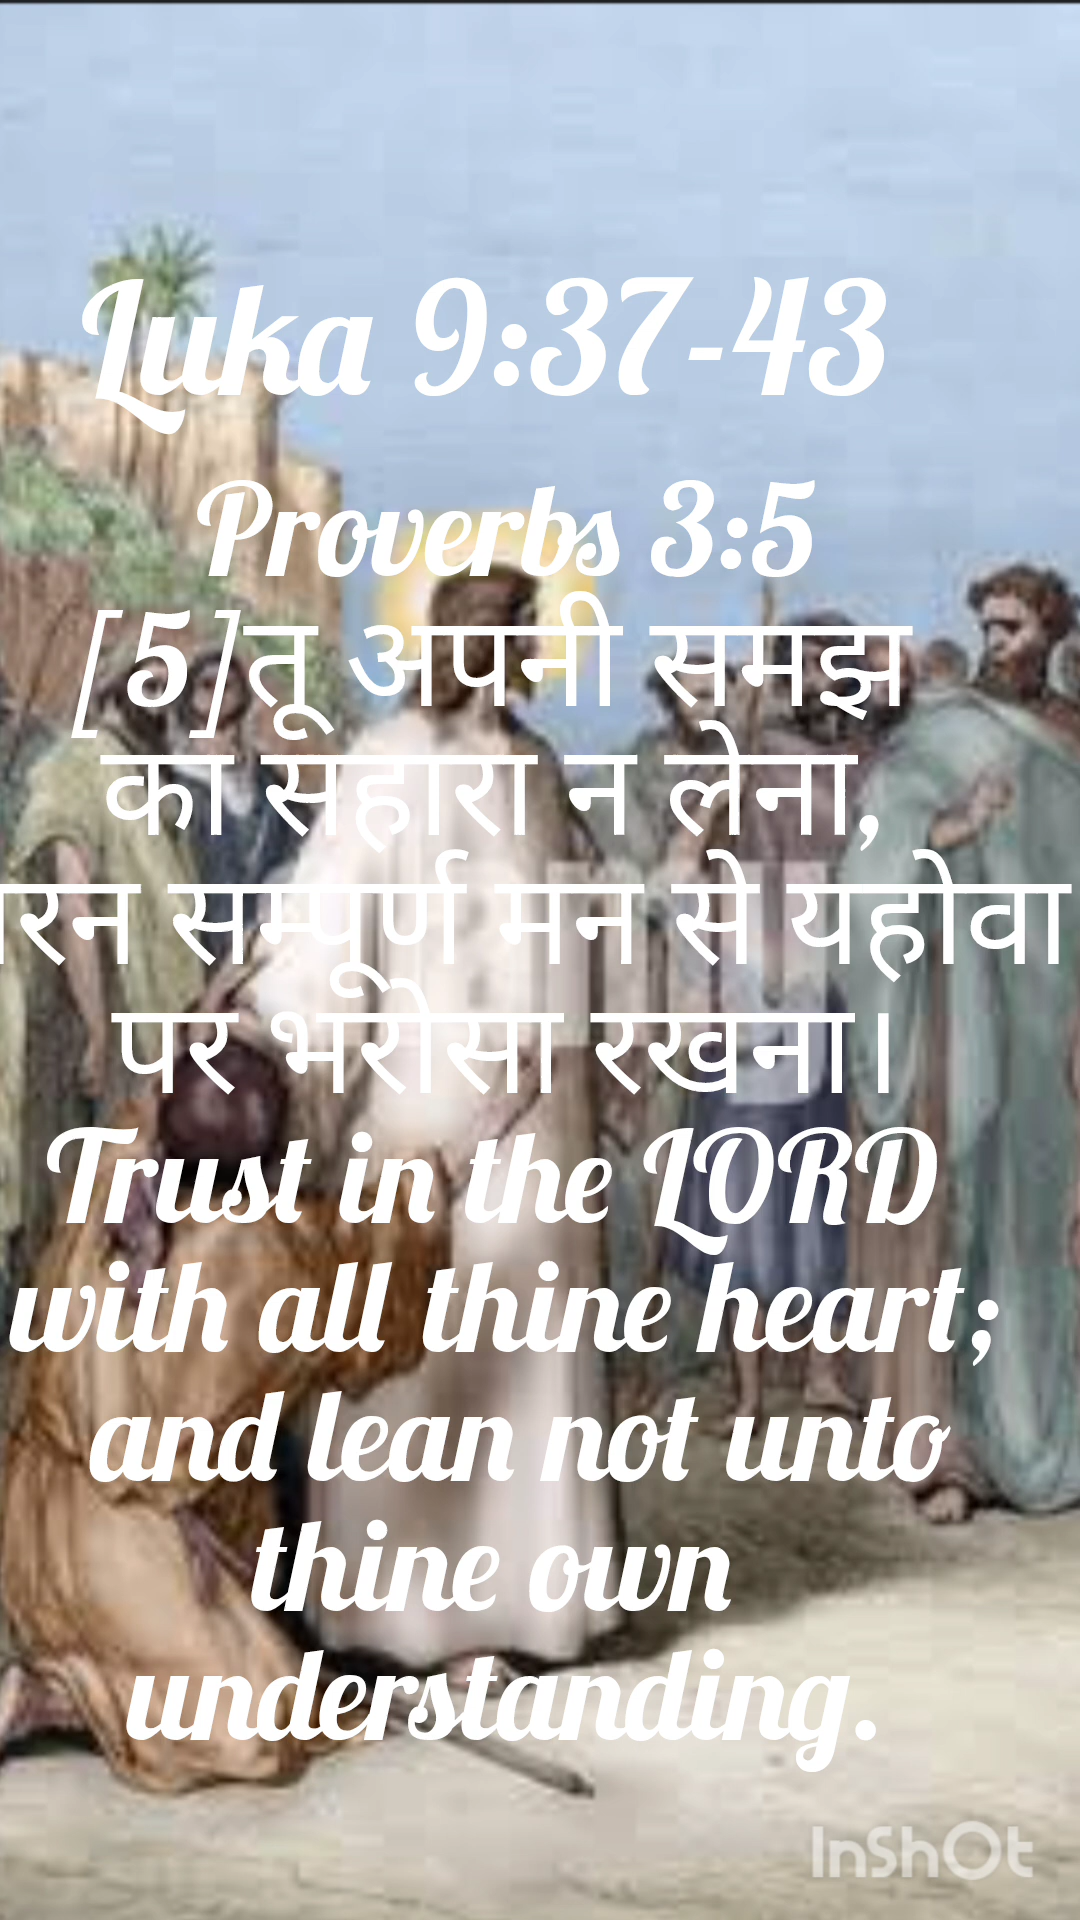 Luka 9:37-43
Proverbs 3:5
[5]तू अपनी समझ
का सहारा न लेना,
वरन सम्पूर्ण मन से यहोवा
पर भरोसा रखना।
Trust in the LORD
with all thine heart;
and lean not unto
thine own
understanding.
InShOt